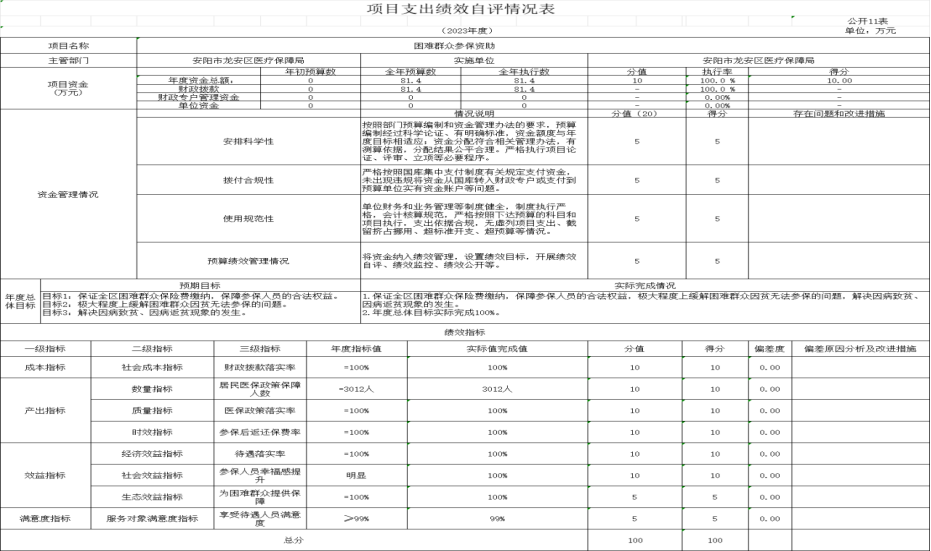 项目支出绩效自评情况表
公开11表
(2023年度) 单位，万元
项目名称 困难群众参保资助
主管部门 安阳市龙安区医疗保障局 实施单位 安阳市龙安区医疗保障局
项目资金
(万元)
年初预算数 全年预算数 全年执行数 分值 执行率 得分
年度资金总额： 0 81.4 81.4 10 100.0 % 10.00
财政拨款 0 81.4 81.4 - 100.0 % -
财政专户管理资金 0 0 0 - 0.00% -
单位资金 0 0 0 - 0.00% -
资金管理情况
情况说明 分值（20） 得分 存在问题和改进措施
安排科学性
按照部门预算编制和资金管理办法的要求，预算
编制经过科学论证、有明确标准，资金额度与年
度目标相适应；资金分配符合相关管理办法，有
测算依据，分配结果公平合理。严格执行项目论
证、评审、立项等必要程序。
5 5
拨付合规性
严格按照国库集中支付制度有关规定支付资金，
未出现违规将资金从国库转入财政专户或支付到
预算单位实有资金账户等问题。
5 5
使用规范性
单位财务和业务管理等制度健全，制度执行严
格，会计核算规范，严格按照下达预算的科目和
项目执行，支出依据合规，无虚列项目支出、截
留挤占挪用、超标准开支、超预算等情况。
5 5
预算绩效管理情况
将资金纳入绩效管理，设置绩效目标，开展绩效
自评、绩效监控、绩效公开等。
5 5
年度总
体目标
预期目标 实际完成情况
目标1：保证全区困难群众保险费缴纳，保障参保人员的合法权益。
目标2：极大程度上缓解困难群众因贫无法参保的问题。
目标3：解决因病致贫、因病返贫现象的发生。
1.保证全区困难群众保险费缴纳，保障参保人员的合法权益，极大程度上缓解困难群众因贫无法参保的问题，解决因病致贫、
因病返贫现象的发生。
2.年度总体目标实际完成100%。
绩效指标
一级指标 二级指标 三级指标 年度指标值 实际值完成值 分值 得分 偏差度 偏差原因分析及改进措施
成本指标 社会成本指标 财政拨款落实率 =100% 100% 10 10 0.00
产出指标
数量指标 居民医保政策保障
人数 =3012人 3012人 10 10 0.00
质量指标 医保政策落实率 =100% 100% 10 10 0.00
时效指标 参保后返还保费率 =100% 100% 10 10 0.00
效益指标
经济效益指标 待遇落实率 =100% 100% 10 10 0.00
社会效益指标 参保人员幸福感提
升 明显 100% 10 10 0.00
生态效益指标 为困难群众提供保
障 =100% 100% 5 5 0.00
满意度指标 服务对象满意度指标 享受待遇人员满意
度 ≥99% 99% 5 5 0.00
总分 100 100